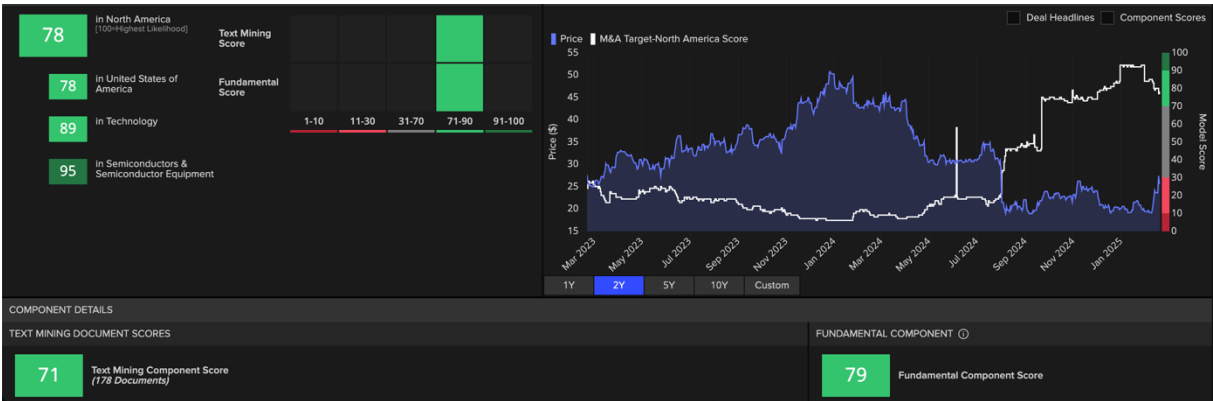 78
in North America
[100=Highest Likelihood]
78
in United States of
America
89
in Technology
95
in Semiconductors &
Semiconductor Equipment
Text Mining
Score
Fundamental
Score
1-10 11-30 31-70 71-90 91-100
Deal Headlines Component Scores
Price M&A Target-North America Score
Price ($)
55
50
45
40
35
30
25
20
15
100
90
80
70
60
50
40
30
20
10
0
Model Score
Mar 2023 May 2023 Jul 2023 Sep 2023 Nov 2023 Jan 2024 Mar 2024 May 2024 Jul 2024 Sep 2024 Nov 2024 Jan 2025
1Y 2Y 5Y 10Y Custom
COMPONENT DETAILS
TEXT MINING DOCUMENT SCORES
71
Text Mining Component Score
(178 Documents)
FUNDAMENTAL COMPONENT
79
Fundamental Component Score